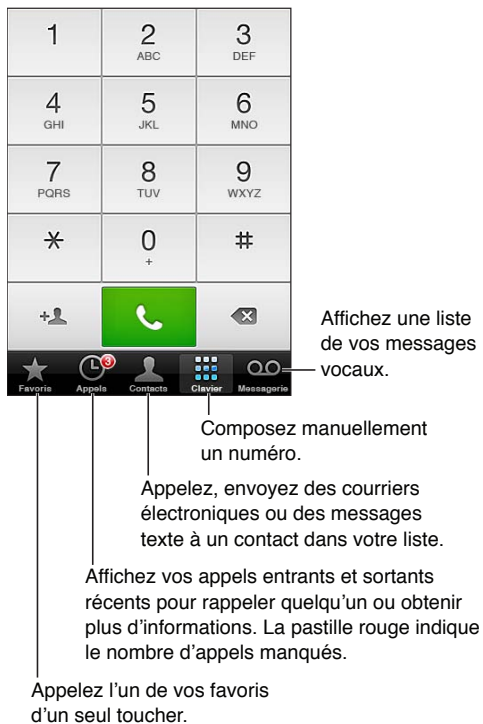 1 2 3
ABC DEF
4 5 6
GHI JKL MNO
7 8 9
PQRS TUV WXYZ
* 0 #
+
+
3
Favoris Appels Contacts Clavier Messagerie
Affichez une liste
de vos messages
vocaux.
Composez manuellement
un numéro.
Appelez, envoyez des courriers
électroniques ou des messages
texte à un contact dans votre liste.
Affichez vos appels entrants et sortants
récents pour rappeler quelqu’un ou obtenir
plus d’informations. La pastille rouge indique
le nombre d’appels manqués.
Appelez l’un de vos favoris
d’un seul toucher.